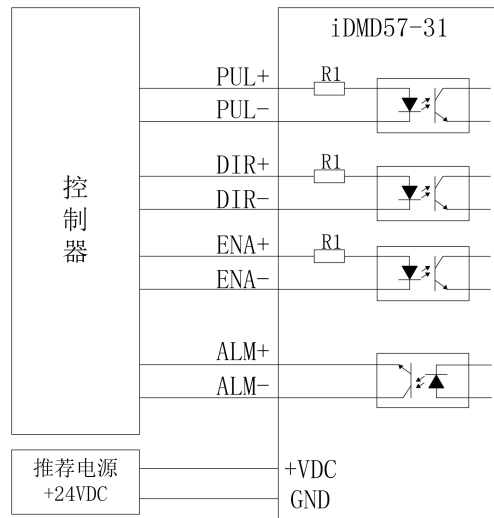 iDMD57-31
PUL+
R1
PUL-
DIR+
R1
DIR-
控制器
ENA+
R1
ENA-
ALM+
ALM-
推荐电源
+24VDC
+VDC
GND